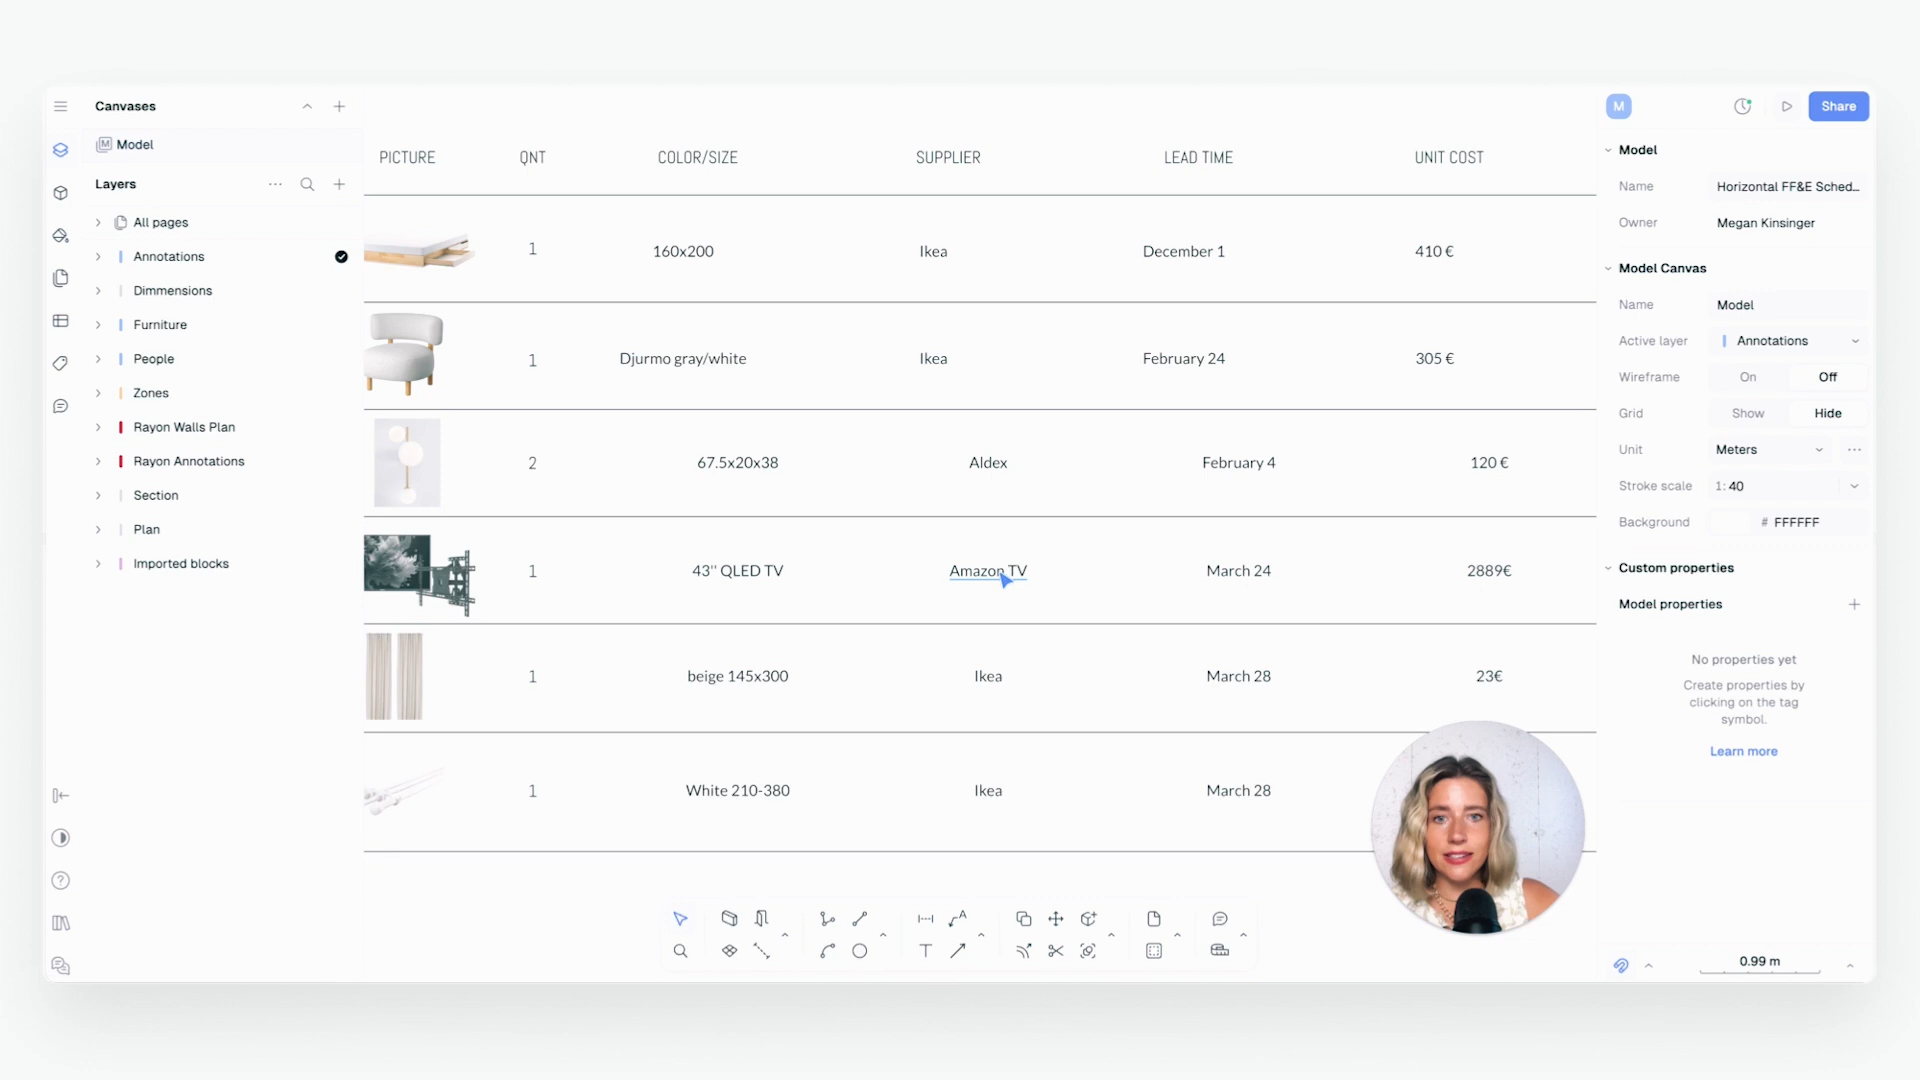 Canvases
M Model
Layers
All pages
Annotations
Dimmensions
Furniture
People
Zones
Rayon Walls Plan
Rayon Annotations
Section
Plan
Imported blocks
PICTURE QNT COLOR/SIZE SUPPLIER LEAD TIME UNIT COST
1 160x200 Ikea December 1 410 €
1 Djurmo gray/white Ikea February 24 305 €
2 67.5x20x38 Aldex February 4 120 €
1 43'' QLED TV Amazon TV March 24 2889€
1 beige 145x300 Ikea March 28 23€
1 White 210-380 Ikea March 28
M Share
Model
Name Horizontal FF&E Sched...
Owner Megan Kinsinger
Model Canvas
Name Model
Active layer Annotations
Wireframe On Off
Grid Show Hide
Unit Meters
Stroke scale 1: 40
Background # FFFFFF
Custom properties
Model properties
No properties yet
Create properties by
clicking on the tag
symbol.
Learn more
0.99 m